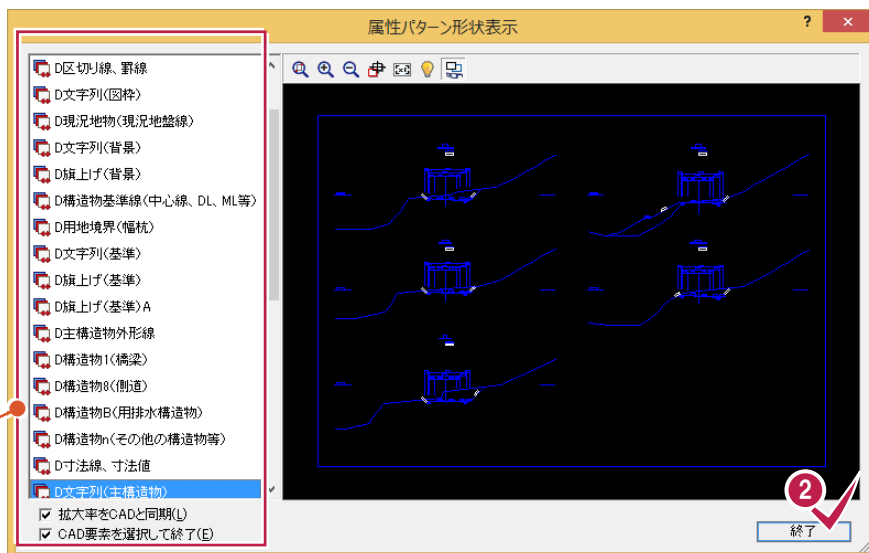 属性パターン形状表示
?
×
D区切り線、罫線
D文字列(図枠)
D現況地物(現況地盤線)
D文字列(背景)
D旗上げ(背景)
D構造物基準線(中心線、DL、ML等)
D用地境界(幅杭)
D文字列(基準)
D旗上げ(基準)
D旗上げ(基準)A
D主構造物外形線
D構造物1(橋梁)
D構造物8(側道)
D構造物B(用排水構造物)
D構造物n(その他の構造物等)
D寸法線、寸法値
D文字列(主構造物)
拡大率をCADと同期(L)
CAD要素を選択して終了(E)
2
終了